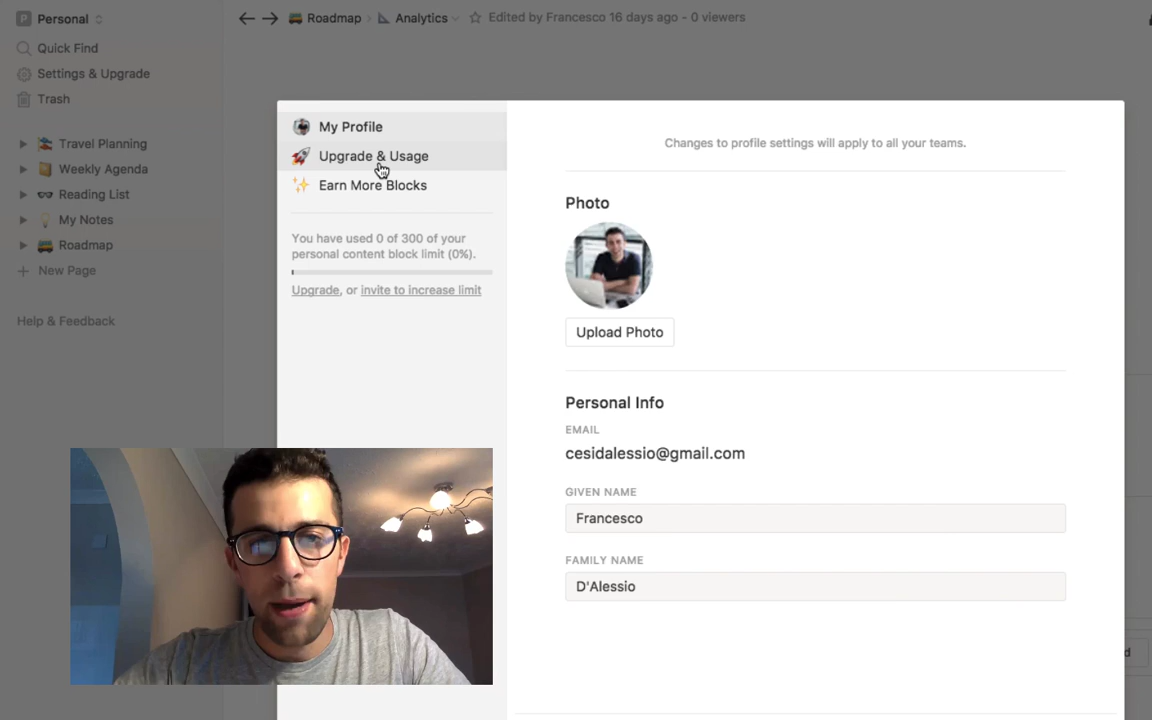 P Personal
Roadmap › Analytics Edited by Francesco 16 days ago - 0 viewers
Quick Find
Settings & Upgrade
Trash
Travel Planning
Weekly Agenda
Reading List
My Notes
Roadmap
New Page
Help & Feedback
My Profile
Upgrade & Usage
Earn More Blocks
You have used 0 of 300 of your
personal content block limit (0%).
Upgrade, or invite to increase limit
Changes to profile settings will apply to all your teams.
Photo
Upload Photo
Personal Info
EMAIL
cesidalessio@gmail.com
GIVEN NAME
Francesco
FAMILY NAME
D'Alessio